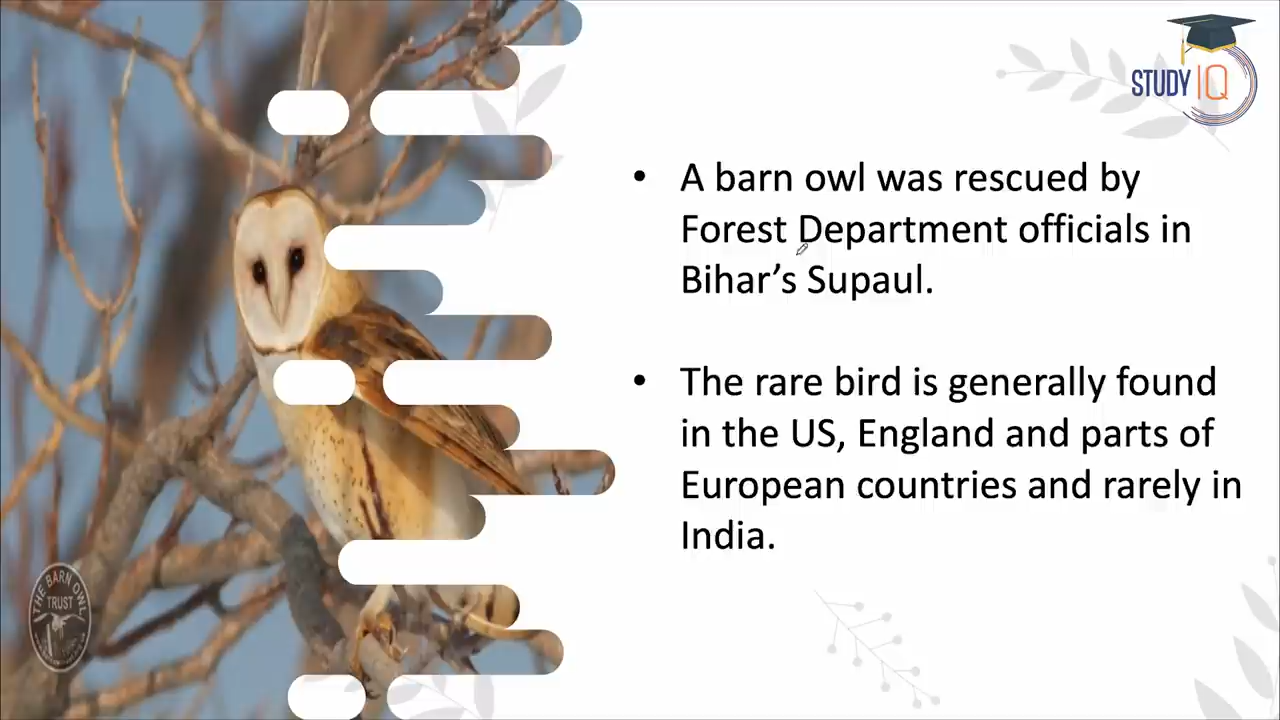 STUDY IQ
• A barn owl was rescued by
Forest Department officials in
Bihar’s Supaul.
• The rare bird is generally found
in the US, England and parts of
European countries and rarely in
India.
THE BARN OWL
TRUST